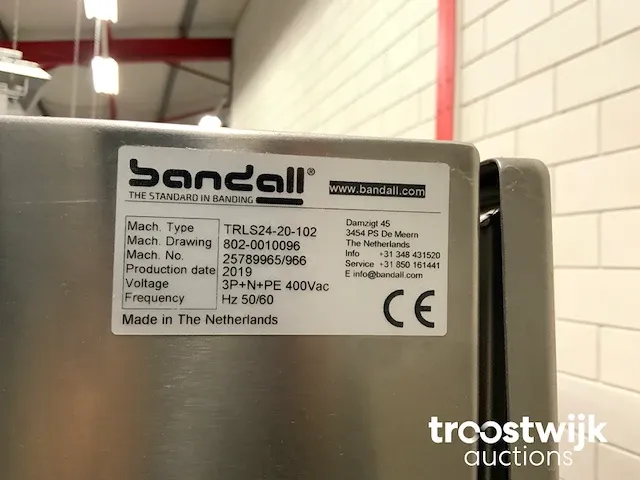 bandall®
THE STANDARD IN BANDING
www.bandall.com
Mach. Type TRLS24-20-102
Mach. Drawing 802-0010096
Mach. No. 25789965/966
Production date 2019
Voltage 3P+N+PE 400Vac
Frequency Hz 50/60
Made in The Netherlands
Damzigt 45
3454 PS De Meern
The Netherlands
Info +31 348 431520
Service +31 850 161441
E info@bandall.com
CE
troostwijk
auctions